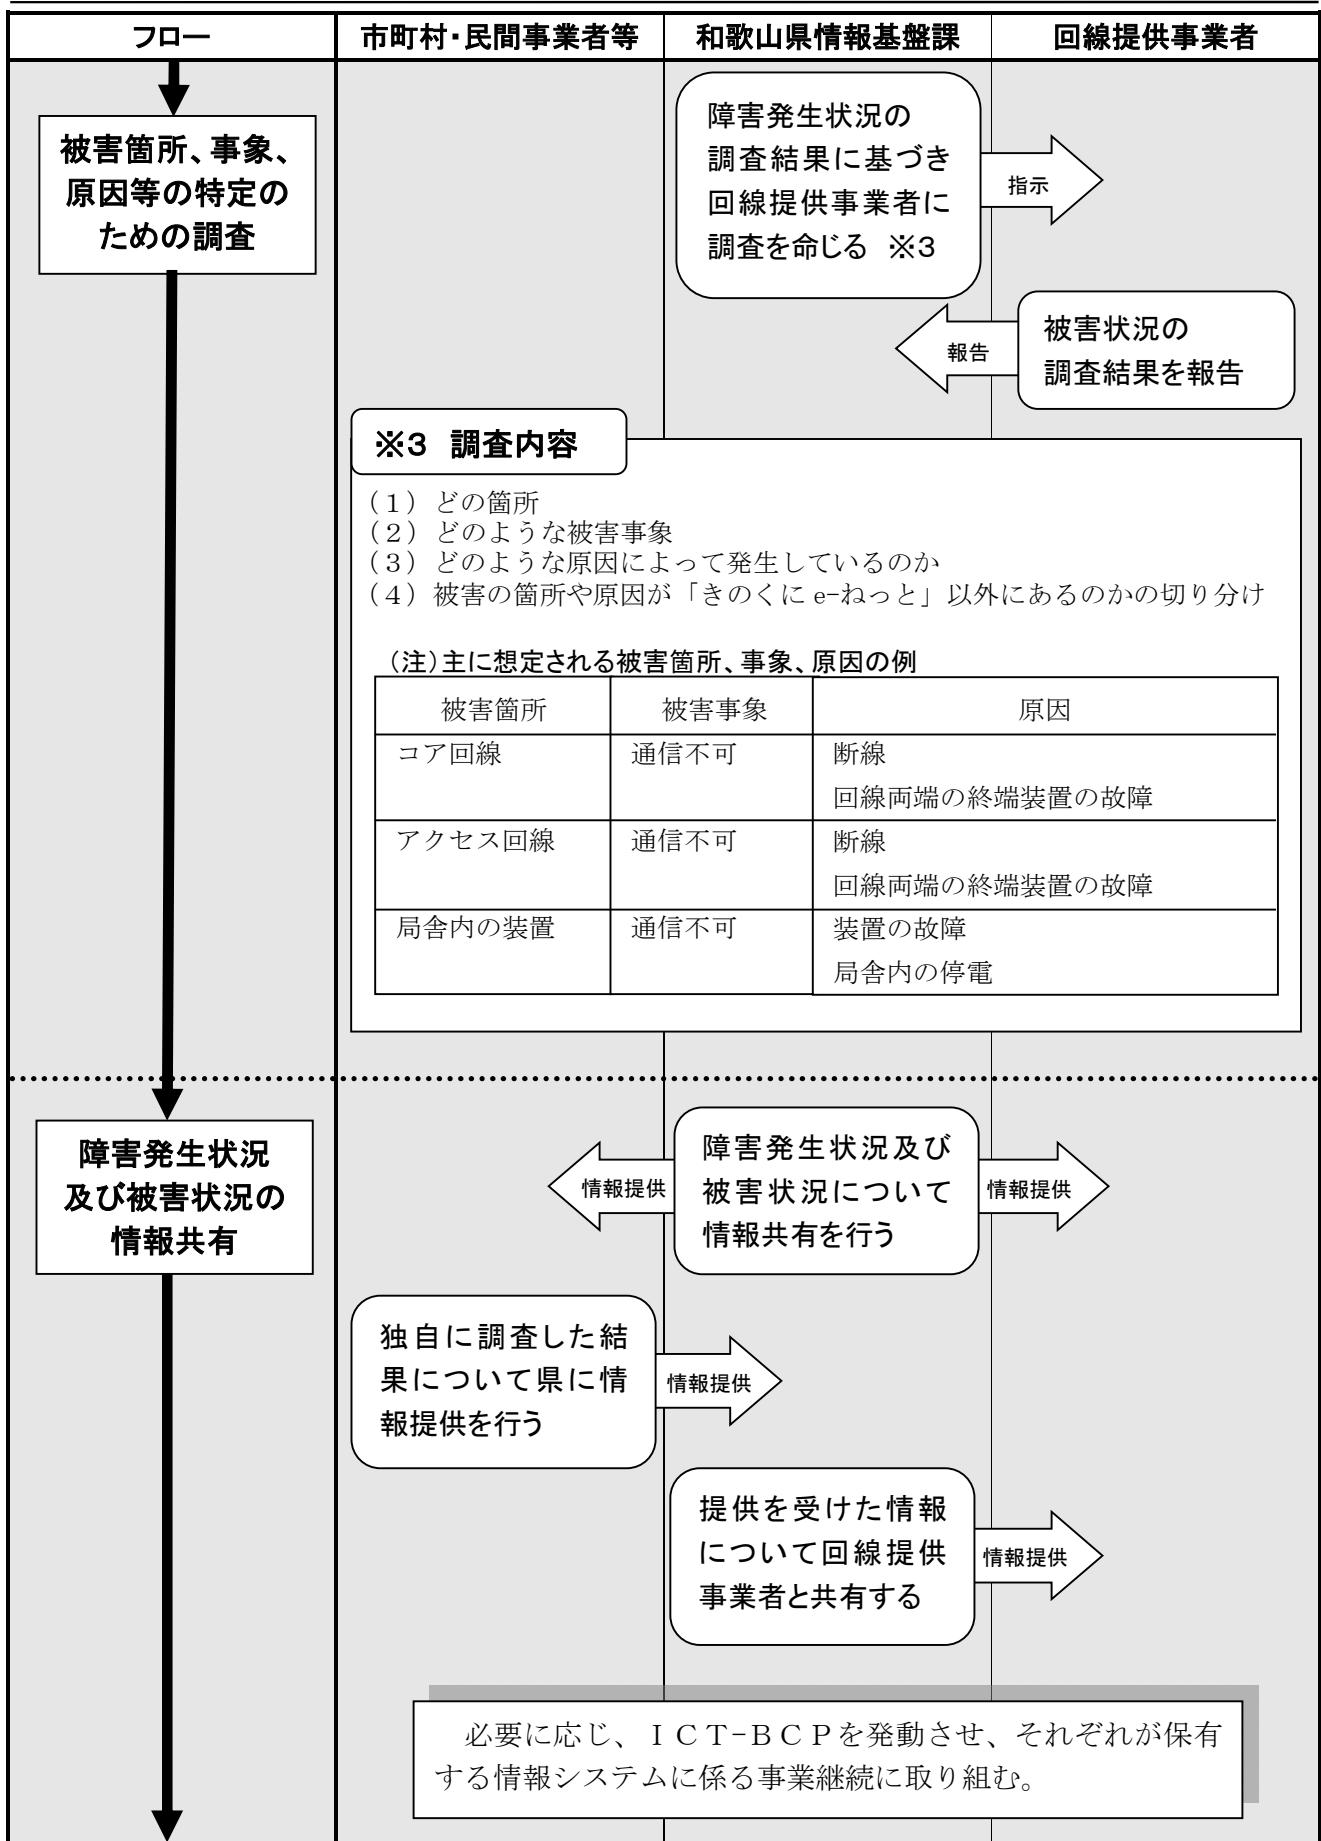 フロー
市町村・民間事業者等
和歌山県情報基盤課
回線提供事業者
被害箇所、事象、
原因等の特定の
ための調査
障害発生状況の
調査結果に基づき
回線提供事業者に
調査を命じる ※3
指示
報告
被害状況の
調査結果を報告
※3 調査内容
（１）どの箇所
（２）どのような被害事象
（３）どのような原因によって発生しているのか
（４）被害の箇所や原因が「きのくに e-ねっと」以外にあるのかの切り分け
（注）主に想定される被害箇所、事象、原因の例
被害箇所 被害事象 原因
コア回線 通信不可 断線
回線両端の終端装置の故障
アクセス回線 通信不可 断線
回線両端の終端装置の故障
局舎内の装置 通信不可 装置の故障
局舎内の停電
障害発生状況
及び被害状況の
情報共有
情報提供
障害発生状況及び
被害状況について
情報共有を行う
情報提供
独自に調査した結
果について県に情
報提供を行う
情報提供
提供を受けた情報
について回線提供
事業者と共有する
情報提供
必要に応じ、ＩＣＴ-ＢＣＰを発動させ、それぞれが保有
する情報システムに係る事業継続に取り組む。